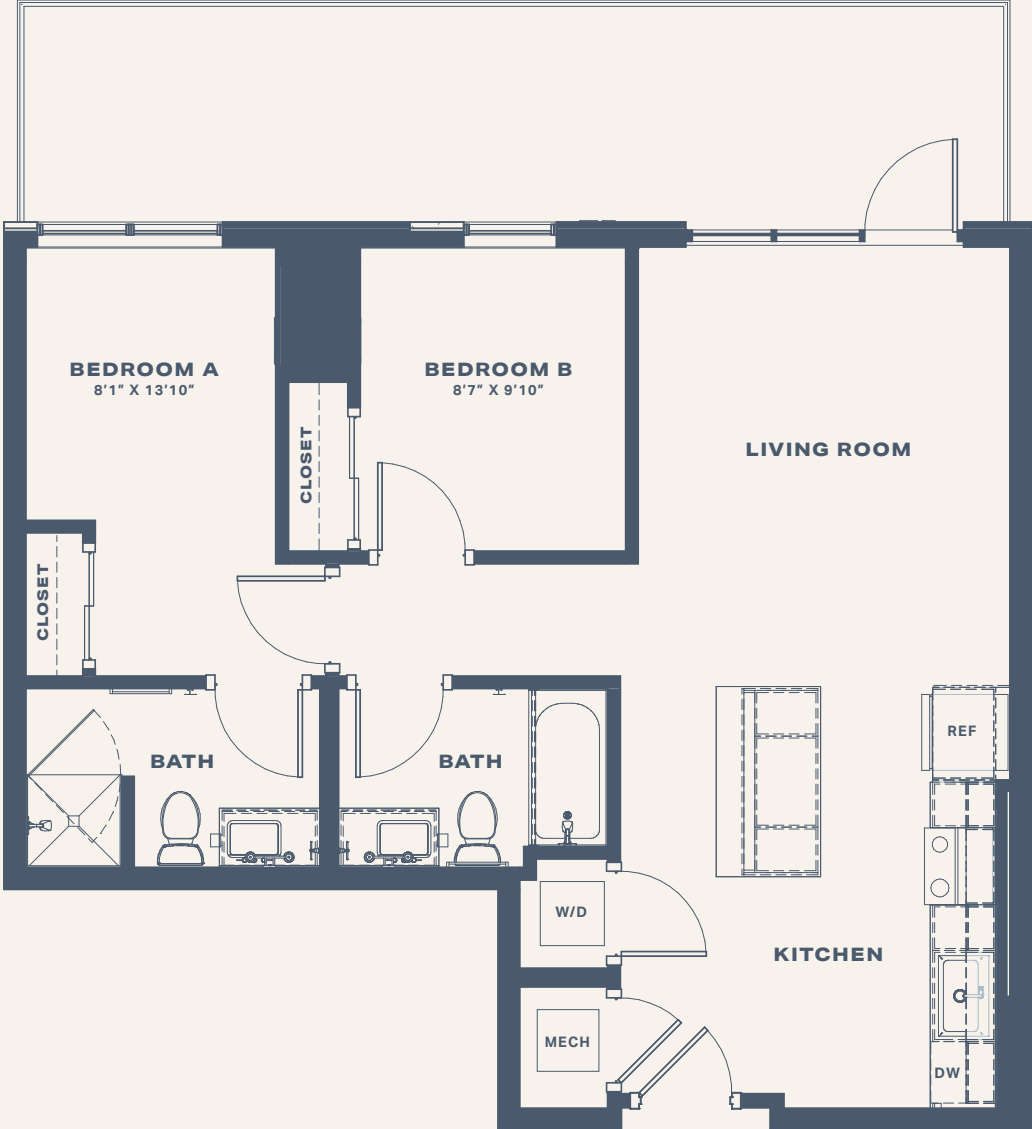 BEDROOM A
8'1" X 13'10"
BEDROOM B
8'7" X 9'10"
CLOSET
LIVING ROOM
CLOSET
BATH
BATH
REF
W/D
KITCHEN
MECH
DW